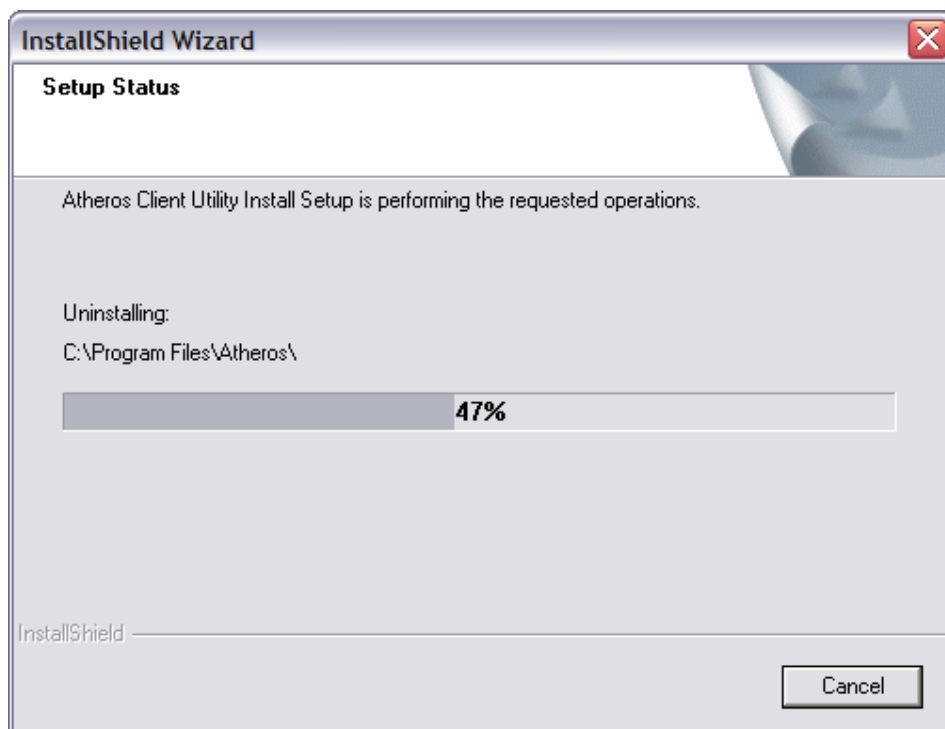 InstallShield Wizard
Setup Status
Atheros Client Utility Install Setup is performing the requested operations.
Uninstalling:
C:\Program Files\Atheros\
47%
InstallShield
Cancel